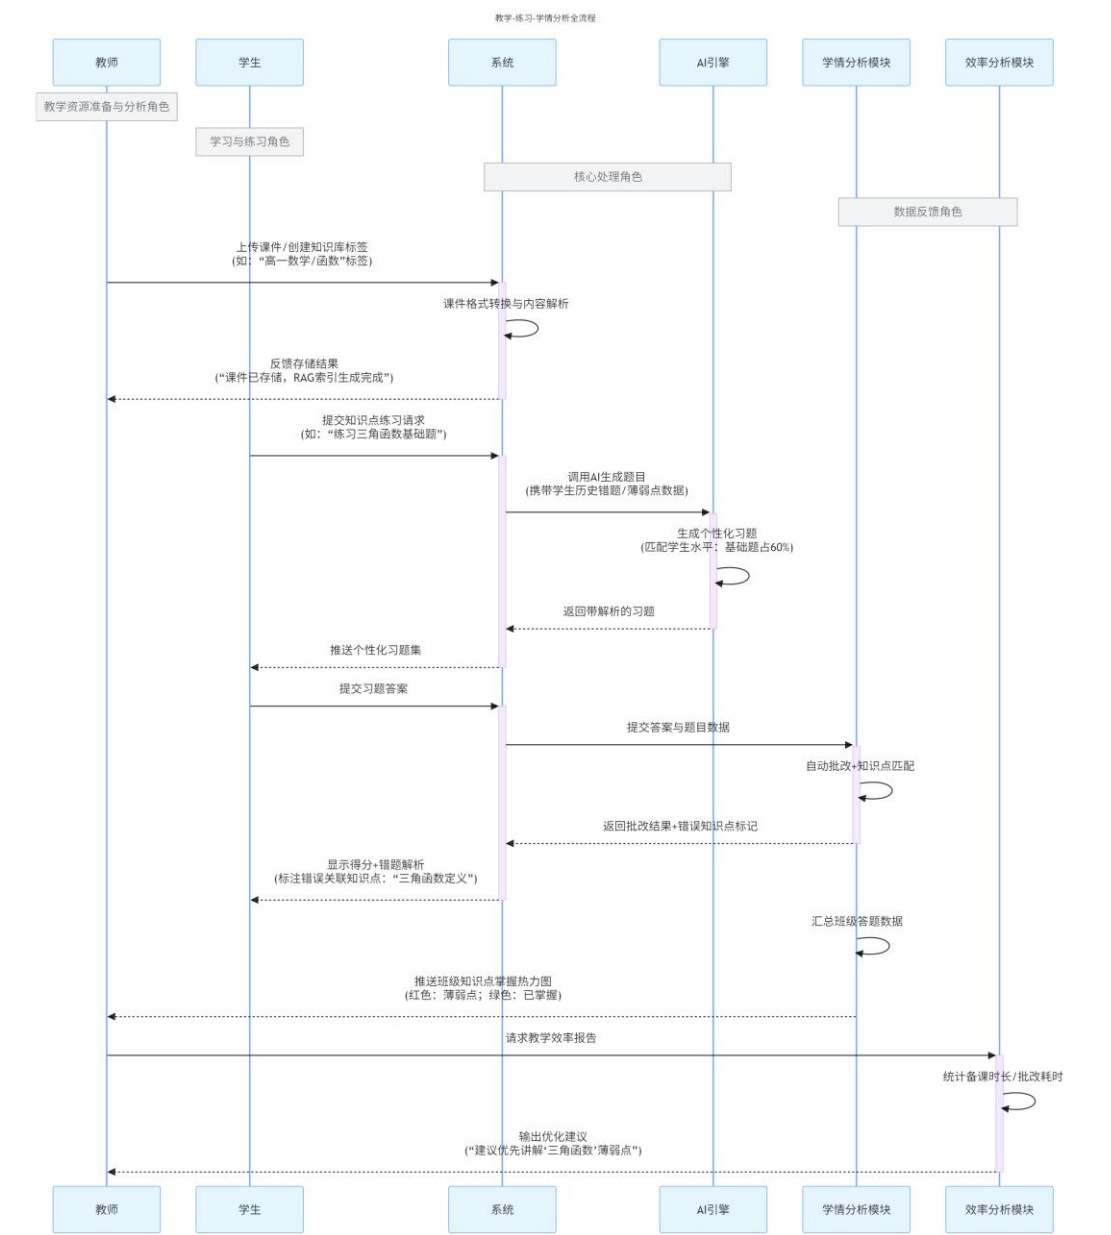 教学-练习-学情分析全流程
教师
学生
系统
AI引擎
学情分析模块
效率分析模块
教学资源准备与分析角色
学习与练习角色
核心处理角色
数据反馈角色
上传课件/创建知识库标签
(如：“高一数学/函数”标签)
课件格式转换与内容解析
反馈存储结果
(“课件已存储，RAG索引生成完成”)
提交知识点练习请求
(如：“练习三角函数基础题”)
调用AI生成题目
(携带学生历史错题/薄弱点数据)
生成个性化习题
(匹配学生水平：基础题占60%)
返回带解析的习题
推送个性化习题集
提交习题答案
提交答案与题目数据
自动批改+知识点匹配
返回批改结果+错误知识点标记
显示得分+错题解析
(标注错误关联知识点：“三角函数定义”)
汇总班级答题数据
推送班级知识点掌握热力图
(红色：薄弱点；绿色：已掌握)
请求教学效率报告
统计备课时长/批改耗时
输出优化建议
(“建议优先讲解‘三角函数’薄弱点”)
教师
学生
系统
AI引擎
学情分析模块
效率分析模块